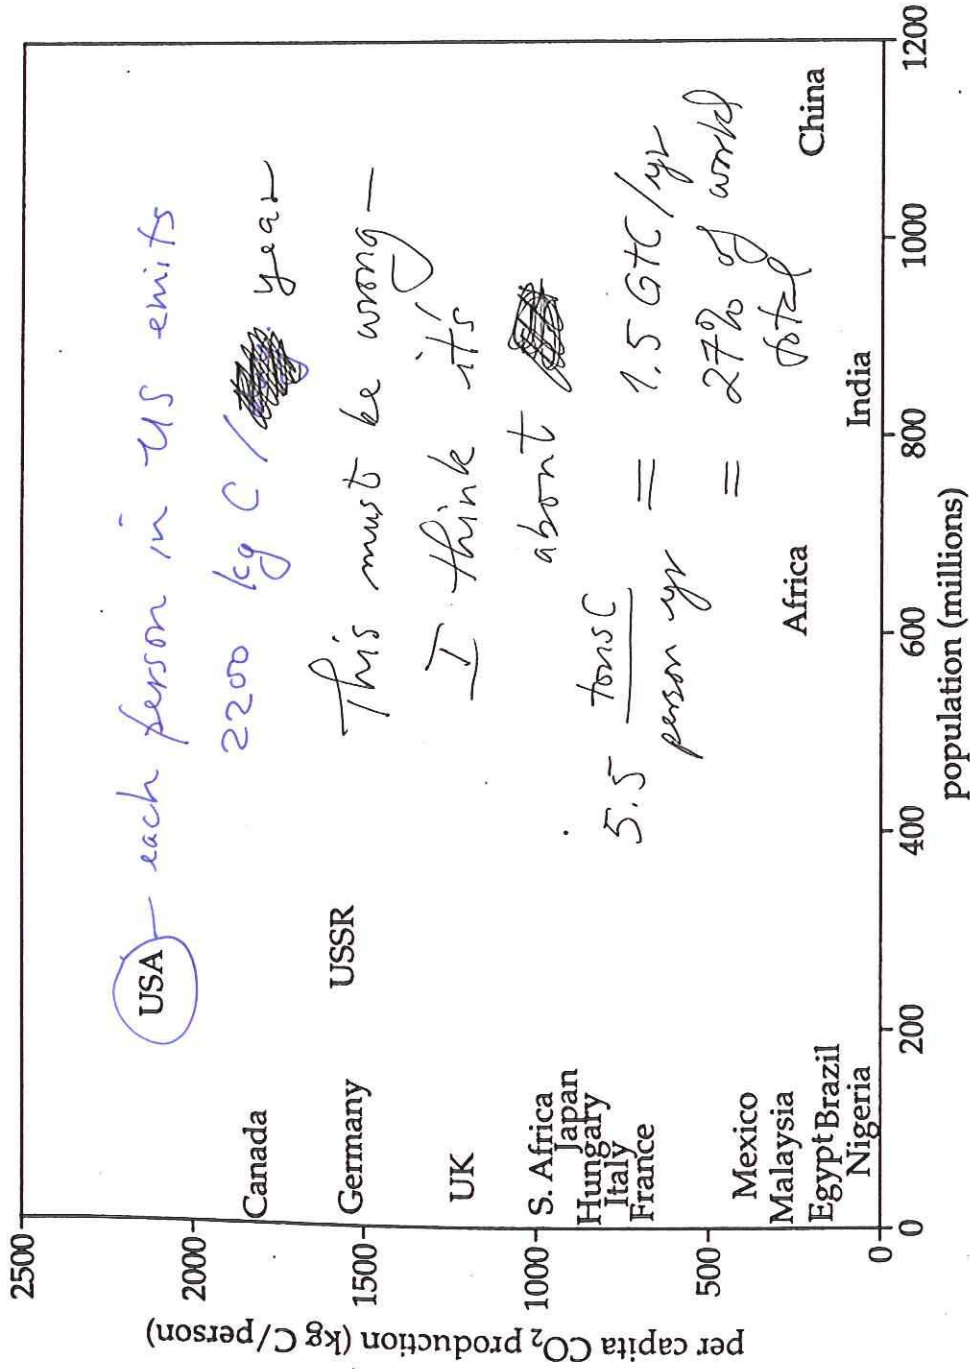 per capita CO₂ production (kg C/person)
2500
2000
1500
1000
500
0
USA
Canada
Germany
USSR
UK
S. Africa
Japan
Hungary
Italy
France
Mexico
Malaysia
Egypt
Brazil
Nigeria
Africa
India
China
0
200
400
600
800
1000
1200
population (millions)
— each person in US emits
2200 kg C / year
This must be wrong –
I think it's
about
5.5 tons C
person yr
= 1.5 GtC/yr
= 27% of world
total